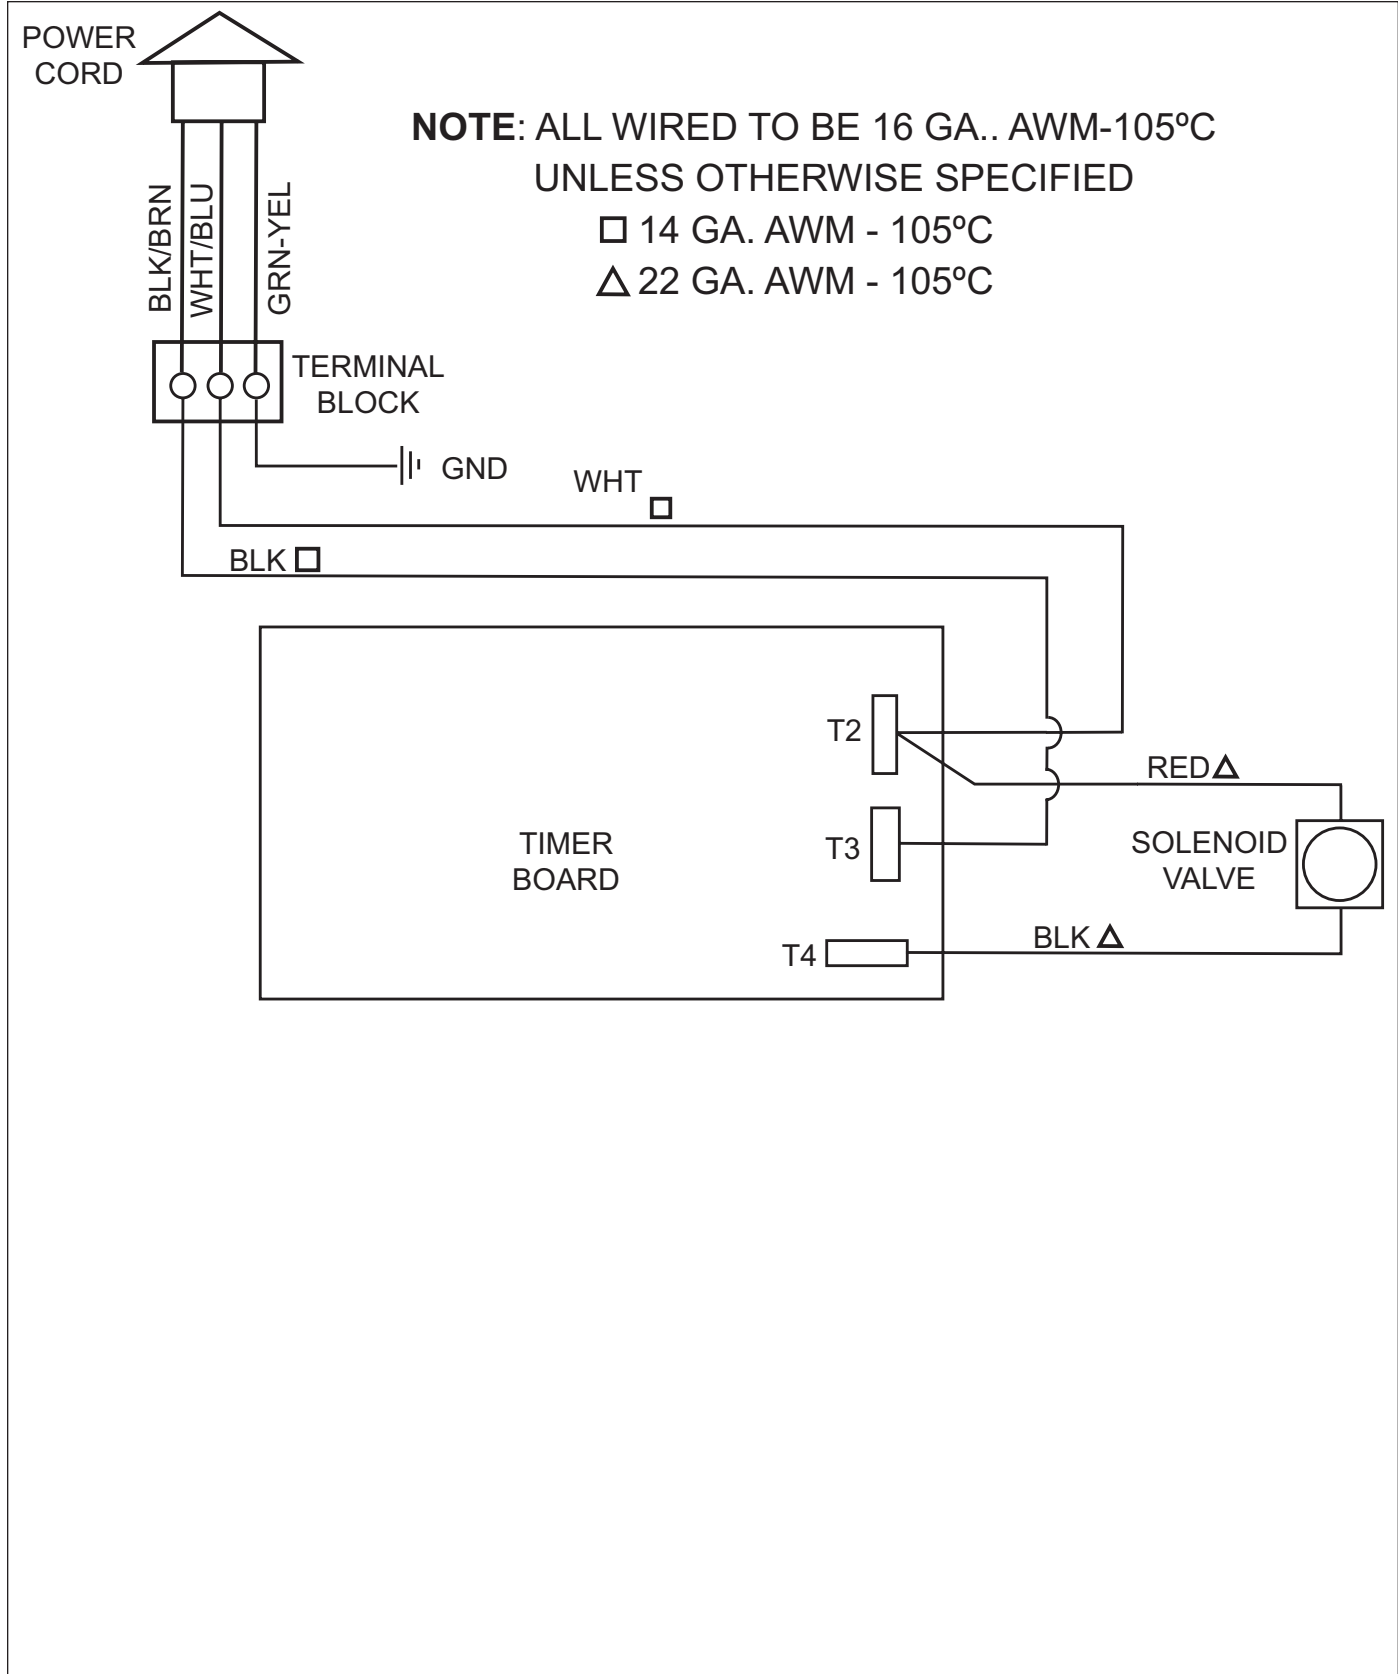 POWER
CORD
NOTE: ALL WIRED TO BE 16 GA.. AWM-105ºC
UNLESS OTHERWISE SPECIFIED
□ 14 GA. AWM - 105ºC
△ 22 GA. AWM - 105ºC
BLK/BRN
WHT/BLU
GRN-YEL
TERMINAL
BLOCK
GND
WHT
BLK
T2
RED
TIMER
BOARD
T3
SOLENOID
VALVE
BLK
T4